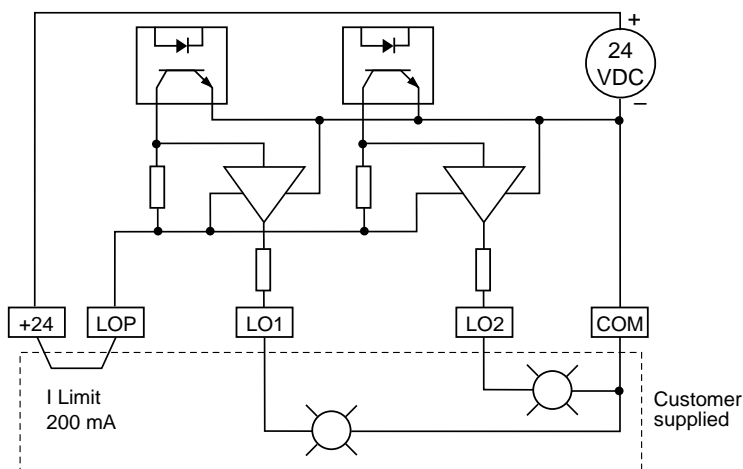 +
24
VDC
–
+24
LOP
LO1
LO2
COM
I Limit
200 mA
Customer
supplied